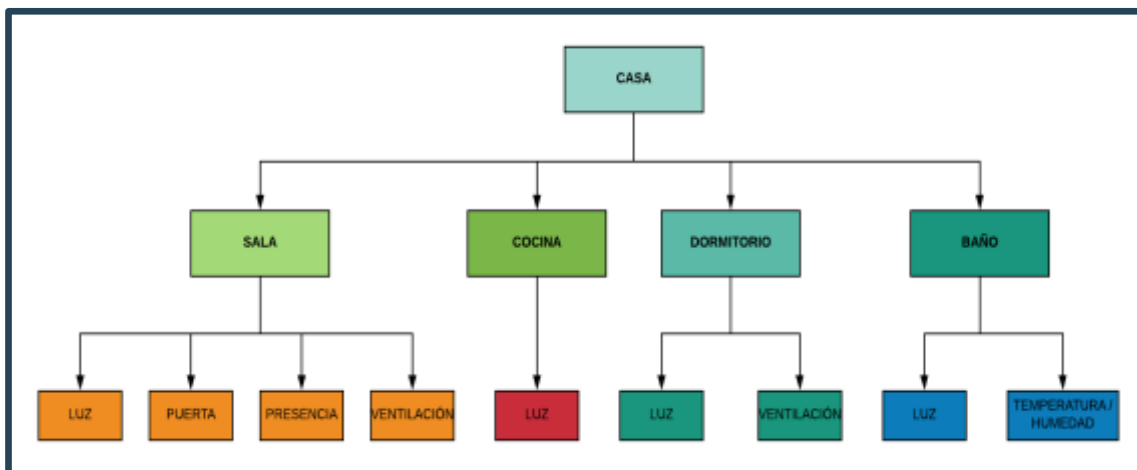 CASA
SALA
COCINA
DORMITORIO
BAÑO
LUZ
PUERTA
PRESENCIA
VENTILACIÓN
LUZ
LUZ
VENTILACIÓN
LUZ
TEMPERATURA /
HUMEDAD